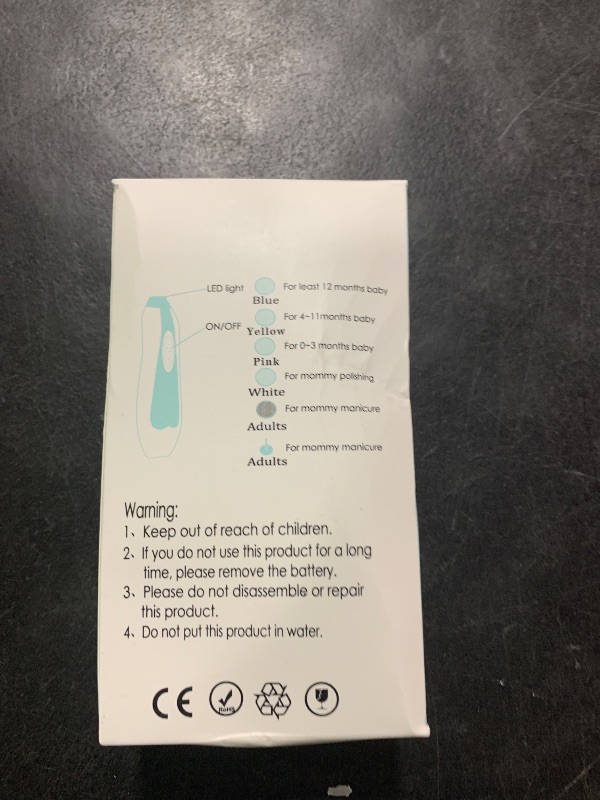 LED light
For least 12 months baby
Blue
ON/OFF
For 4~11months baby
Yellow
For 0~3 months baby
Pink
For mommy polishing
White
For mommy manicure
Adults
For mommy manicure
Adults
Warning:
1、Keep out of reach of children.
2、If you do not use this product for a long
time, please remove the battery.
3、Please do not disassemble or repair
this product.
4、Do not put this product in water.
CE
RoHS